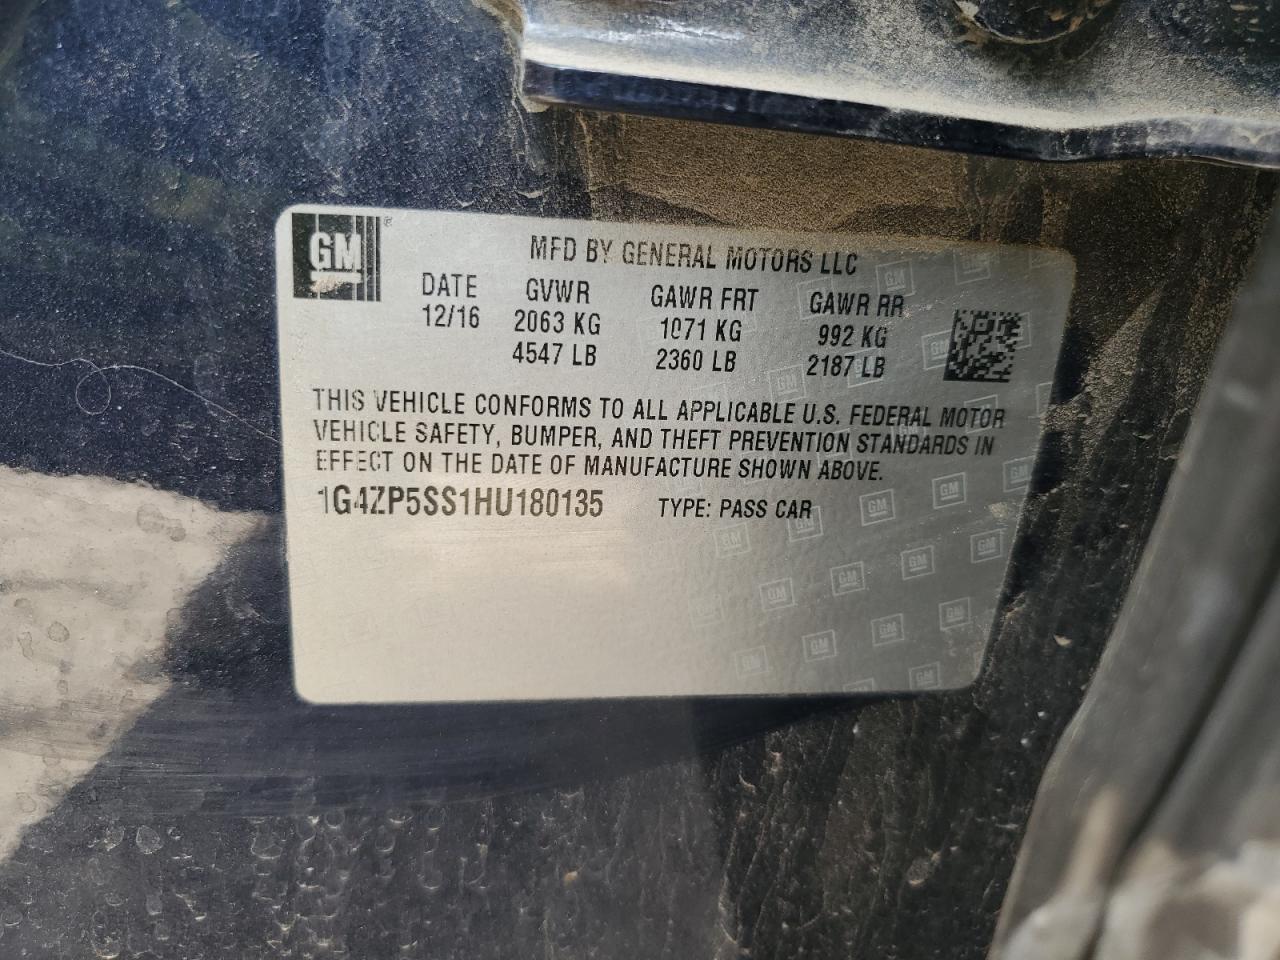 GM
MFD BY GENERAL MOTORS LLC
DATE GVWR GAWR FRT GAWR RR
12/16 2063 KG 1071 KG 992 KG
4547 LB 2360 LB 2187 LB
THIS VEHICLE CONFORMS TO ALL APPLICABLE U.S. FEDERAL MOTOR
VEHICLE SAFETY, BUMPER, AND THEFT PREVENTION STANDARDS IN
EFFECT ON THE DATE OF MANUFACTURE SHOWN ABOVE.
1G4ZP5SS1HU180135 TYPE: PASS CAR